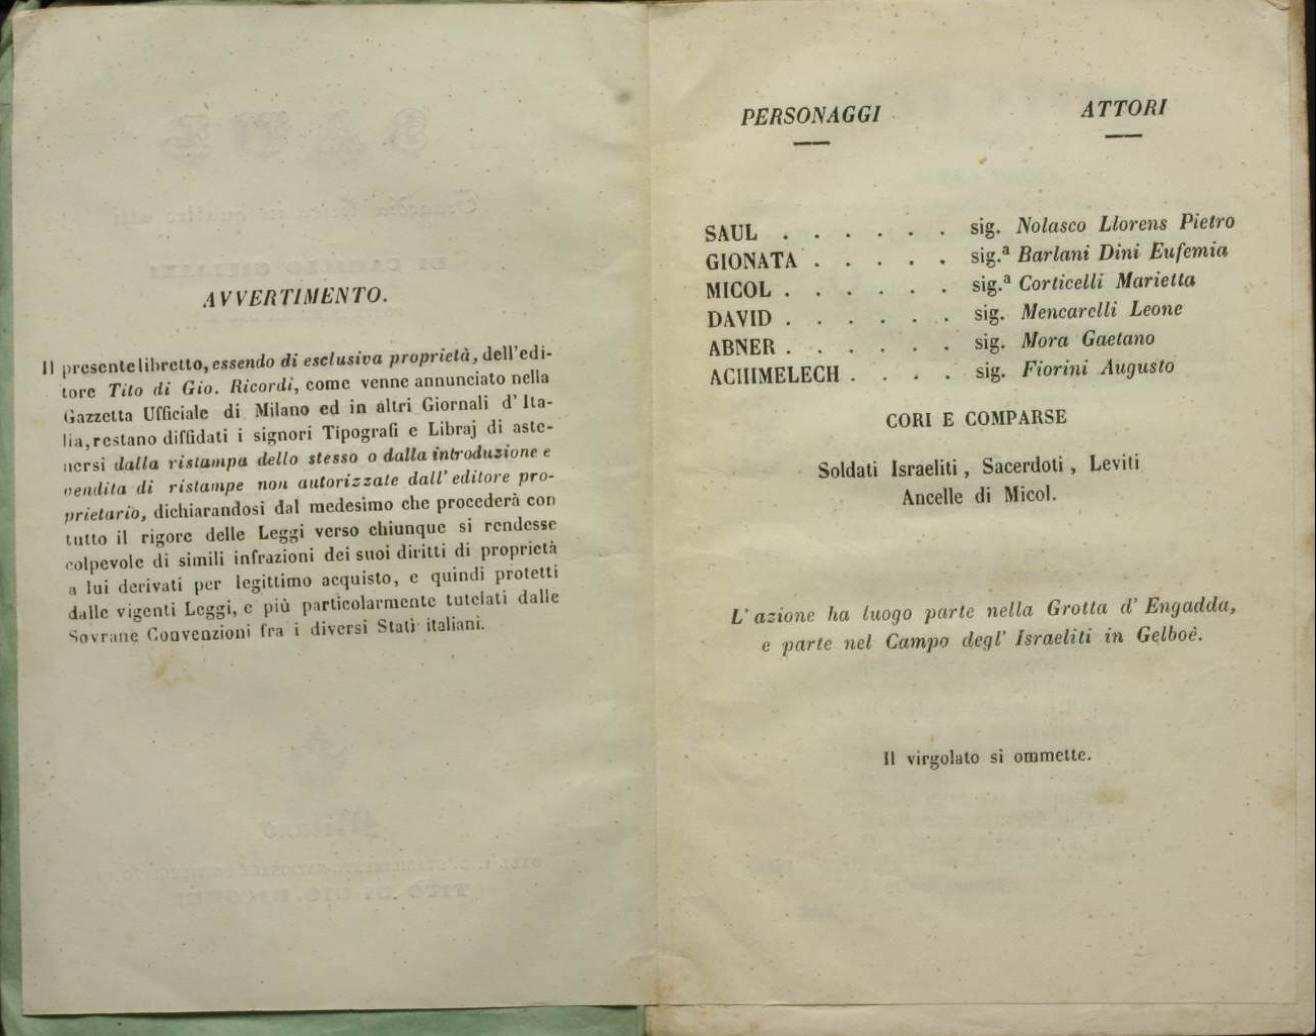 AVVERTIMENTO.
Il presente libretto, essendo di esclusiva proprietà, dell'edi-
tore Tito di Gio. Ricordi, come venne annunciato nella
Gazzetta Ufficiale di Milano ed in altri Giornali d'Ita-
lia, restano diffidati i signori Tipografi e Libraj di aste-
nersi dalla ristampa dello stesso o dalla introduzione e
vendita di ristampe non autorizzate dall'editore pro-
prietario, dichiarandosi dal medesimo che procederà con
tutto il rigore delle Leggi verso chiunque si rendesse
colpevole di simili infrazioni dei suoi diritti di proprietà
a lui derivati per legittimo acquisto, e quindi protetti
dalle vigenti Leggi, e più particolarmente tutelati dalle
Sovrane Convenzioni fra i diversi Stati italiani.
PERSONAGGI ATTORI
SAUL . . . . . . sig. Nolasco Llorens Pietro
GIONATA . . . . . sig.ª Barlani Dini Eufemia
MICOL . . . . . . sig.ª Corticelli Marietta
DAVID . . . . . . sig. Mencarelli Leone
ABNER . . . . . . sig. Mora Gaetano
ACHIMELECH . . . . sig. Fiorini Augusto
CORI E COMPARSE
Soldati Israeliti, Sacerdoti, Leviti
Ancelle di Micol.
L'azione ha luogo parte nella Grotta d'Engadda,
e parte nel Campo degl'Israeliti in Gelboè.
Il virgolato si ommette.